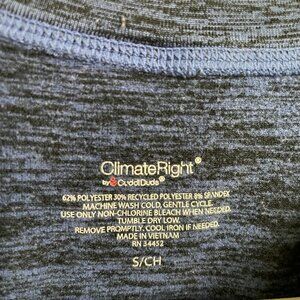 ClimateRight®
by CuddlDuds®
62% POLYESTER 30% RECYCLED POLYESTER 8% SPANDEX
MACHINE WASH COLD, GENTLE CYCLE.
USE ONLY NON-CHLORINE BLEACH WHEN NEEDED.
TUMBLE DRY LOW.
REMOVE PROMPTLY. COOL IRON IF NEEDED.
MADE IN VIETNAM
RN 34452
S/CH